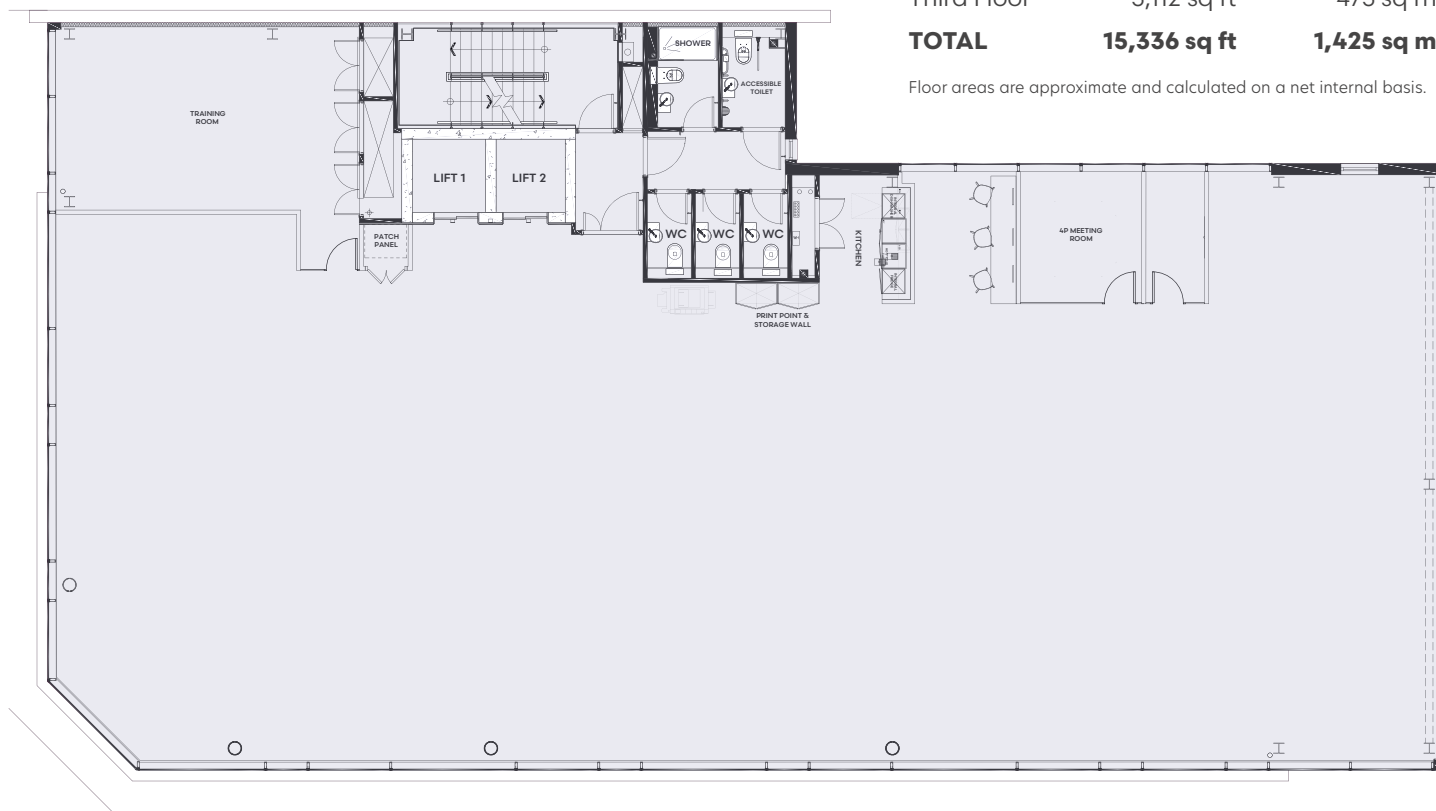 Third Floor 5,112 sq ft 475 sq m
TOTAL 15,336 sq ft 1,425 sq m
Floor areas are approximate and calculated on a net internal basis.
SHOWER
ACCESSIBLE
TOILET
TRAINING
ROOM
LIFT 1
LIFT 2
PATCH
PANEL
WC
WC
WC
KITCHEN
4P MEETING
ROOM
PRINT POINT &
STORAGE WALL